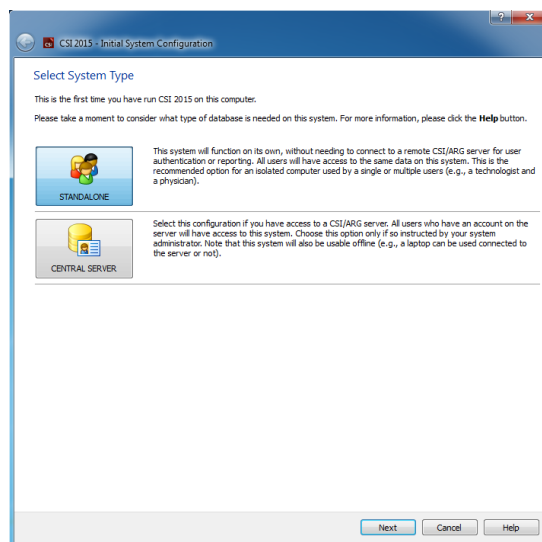 CSI 2015 - Initial System Configuration
Select System Type
This is the first time you have run CSI 2015 on this computer.
Please take a moment to consider what type of database is needed on this system. For more information, please click the Help button.
STANDALONE
This system will function on its own, without needing to connect to a remote CSI/ARG server for user
authentication or reporting. All users will have access to the same data on this system. This is the
recommended option for an isolated computer used by a single or multiple users (e.g., a technologist and
a physician).
CENTRAL SERVER
Select this configuration if you have access to a CSI/ARG server. All users who have an account on the
server will have access to this system. Choose this option only if so instructed by your system
administrator. Note that this system will also be usable offline (e.g., a laptop can be used connected to
the server or not).
Next Cancel Help